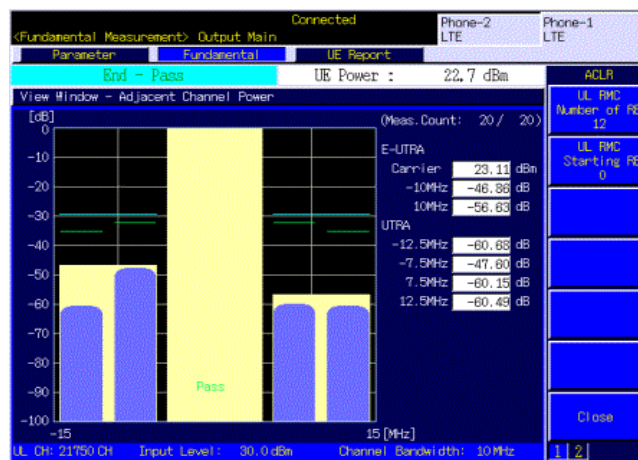 Connected
<Fundamental Measurement> Output Main
Phone-2
LTE
Phone-1
LTE
Parameter
Fundamental
UE Report
End - Pass
UE Power : 22.7 dBm
ACLR
View Window - Adjacent Channel Power
UL RMC
Number of RB
12
UL RMC
Starting RB
0
Close
1 2
[dB]
(Meas.Count: 20/ 20)
0
-10
-20
-30
-40
-50
-60
-70
-80
-90
-100
-15
15 [MHz]
Pass
E-UTRA
Carrier 23.11 dBm
-10MHz -46.86 dB
10MHz -56.63 dB
UTRA
-12.5MHz -60.68 dB
-7.5MHz -47.60 dB
7.5MHz -60.15 dB
12.5MHz -60.49 dB
UL CH: 21750 CH Input Level: 30.0 dBm Channel Bandwidth: 10 MHz